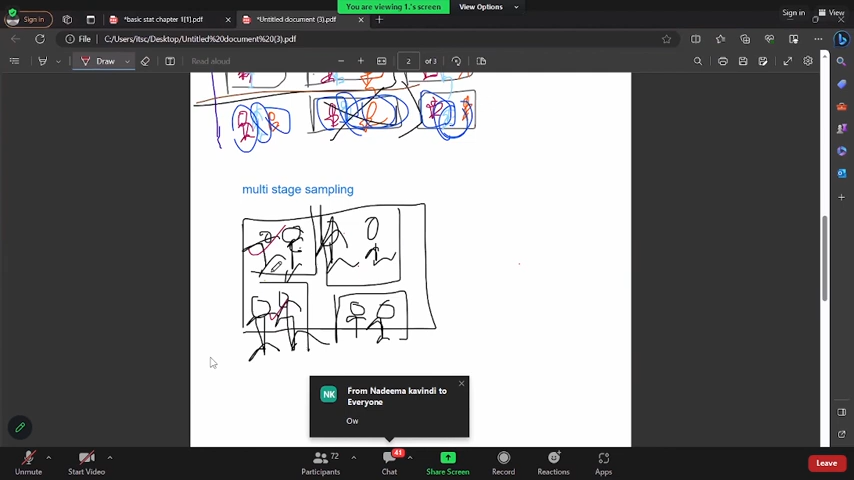 You are viewing 1.'s screen
View Options
Sign in
*basic stat chapter 1[1].pdf
*Untitled document (3).pdf
Sign in
View
File
C:/Users/itsc/Desktop/Untitled%20document%20(3).pdf
Draw
Read aloud
2
of 3
multi stage sampling
NK
From Nadeema kavindi to
Everyone
Ow
41
72
Unmute
Start Video
Participants
Chat
Share Screen
Record
Reactions
Apps
Leave